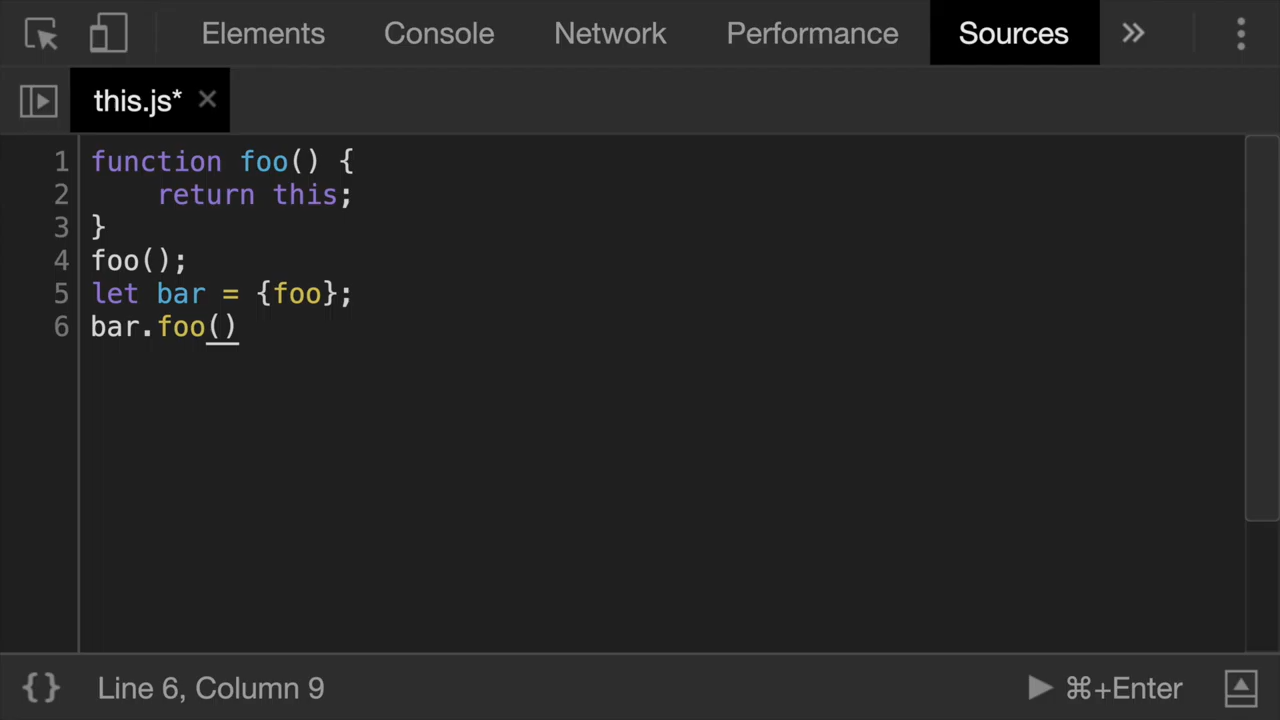 Elements Console Network Performance Sources »
this.js* ×
1 function foo() {
2     return this;
3 }
4 foo();
5 let bar = {foo};
6 bar.foo()
{} Line 6, Column 9 ▶ ⌘+Enter